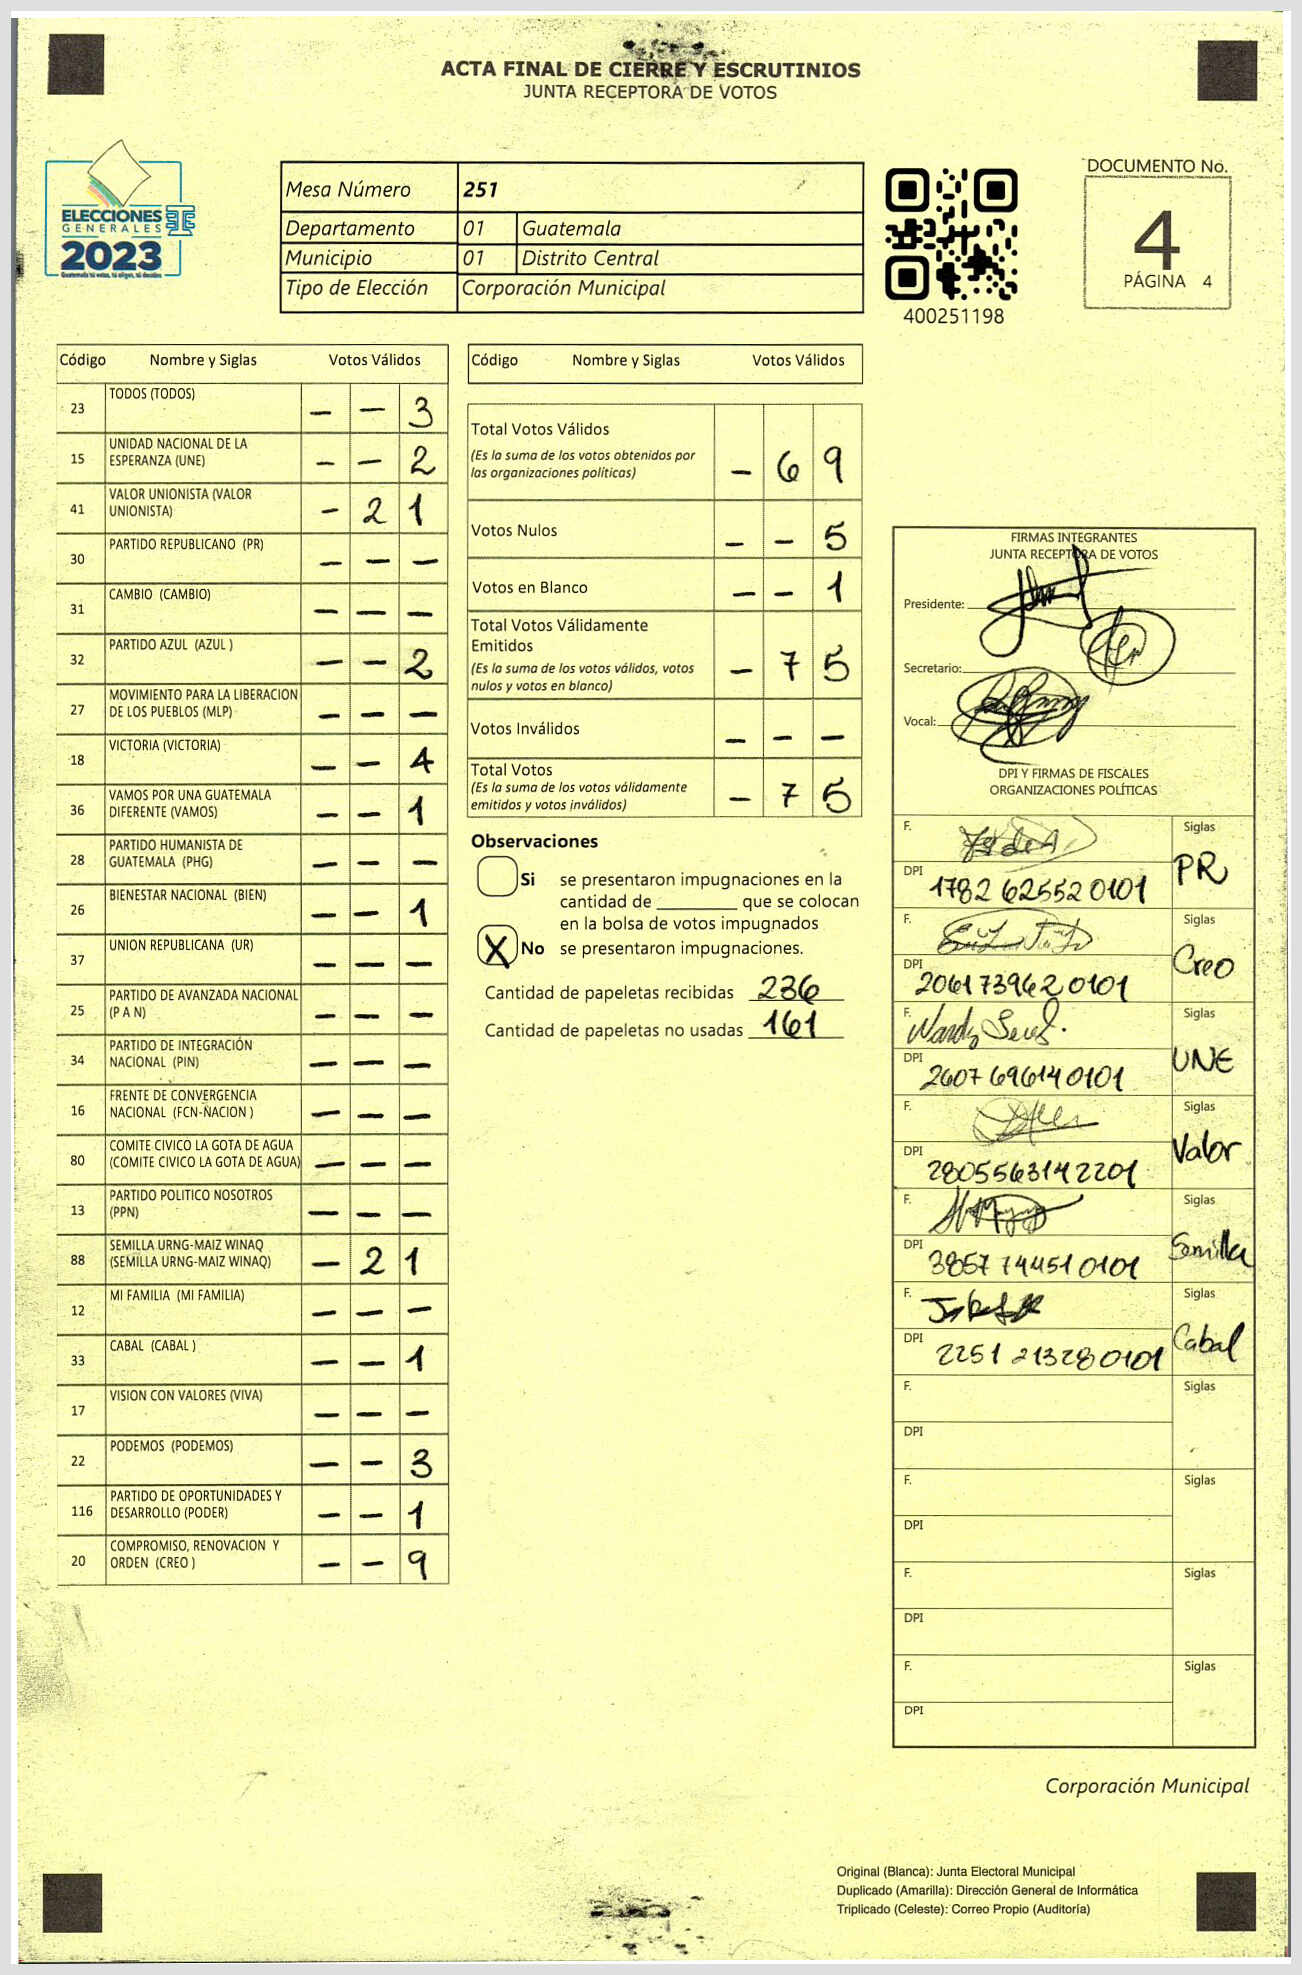 ACTA FINAL DE CIERRE Y ESCRUTINIOS
JUNTA RECEPTORA DE VOTOS
ELECCIONES
GENERALES
2023
Guatemala tú votas, tú eliges, tú decides
Mesa Número 251
Departamento 01 Guatemala
Municipio 01 Distrito Central
Tipo de Elección Corporación Municipal
400251198
DOCUMENTO No.
4
PÁGINA 4
Código Nombre y Siglas Votos Válidos
23 TODOS (TODOS) – – 3
15 UNIDAD NACIONAL DE LA ESPERANZA (UNE) – – 2
41 VALOR UNIONISTA (VALOR UNIONISTA) – 2 1
30 PARTIDO REPUBLICANO (PR) – – –
31 CAMBIO (CAMBIO) – – –
32 PARTIDO AZUL (AZUL ) – – 2
27 MOVIMIENTO PARA LA LIBERACION DE LOS PUEBLOS (MLP) – – –
18 VICTORIA (VICTORIA) – – 4
36 VAMOS POR UNA GUATEMALA DIFERENTE (VAMOS) – – 1
28 PARTIDO HUMANISTA DE GUATEMALA (PHG) – – –
26 BIENESTAR NACIONAL (BIEN) – – 1
37 UNION REPUBLICANA (UR) – – –
25 PARTIDO DE AVANZADA NACIONAL (P A N) – – –
34 PARTIDO DE INTEGRACIÓN NACIONAL (PIN) – – –
16 FRENTE DE CONVERGENCIA NACIONAL (FCN-NACION ) – – –
80 COMITE CIVICO LA GOTA DE AGUA (COMITE CIVICO LA GOTA DE AGUA) – – –
13 PARTIDO POLITICO NOSOTROS (PPN) – – –
88 SEMILLA URNG-MAIZ WINAQ (SEMILLA URNG-MAIZ WINAQ) – 2 1
12 MI FAMILIA (MI FAMILIA) – – –
33 CABAL (CABAL ) – – 1
17 VISION CON VALORES (VIVA) – – –
22 PODEMOS (PODEMOS) – – 3
116 PARTIDO DE OPORTUNIDADES Y DESARROLLO (PODER) – – 1
20 COMPROMISO, RENOVACION Y ORDEN (CREO ) – – 9
Código Nombre y Siglas Votos Válidos
Total Votos Válidos – 6 9
(Es la suma de los votos obtenidos por
las organizaciones políticas)
Votos Nulos – – 5
Votos en Blanco – – 1
Total Votos Válidamente
Emitidos – 7 5
(Es la suma de los votos válidos, votos
nulos y votos en blanco)
Votos Inválidos – – –
Total Votos – 7 5
(Es la suma de los votos válidamente
emitidos y votos inválidos)
Observaciones
Si se presentaron impugnaciones en la
cantidad de ________ que se colocan
en la bolsa de votos impugnados
X No se presentaron impugnaciones.
Cantidad de papeletas recibidas 236
Cantidad de papeletas no usadas 161
FIRMAS INTEGRANTES
JUNTA RECEPTORA DE VOTOS
Presidente:
Secretario:
Vocal:
DPI Y FIRMAS DE FISCALES
ORGANIZACIONES POLÍTICAS
F. Siglas PR
DPI 1782 62552 0101
F. Siglas Creo
DPI 2061 73962 0101
F. Siglas UNE
DPI 2607 69614 0101
F. Siglas Valor
DPI 2805563142201
F. Siglas Semilla
DPI 3857 74451 0101
F. Siglas Cabal
DPI 2251 21328 0101
F. Siglas
DPI
F. Siglas
DPI
F. Siglas
DPI
F. Siglas
DPI
Corporación Municipal
Original (Blanca): Junta Electoral Municipal
Duplicado (Amarilla): Dirección General de Informática
Triplicado (Celeste): Correo Propio (Auditoría)